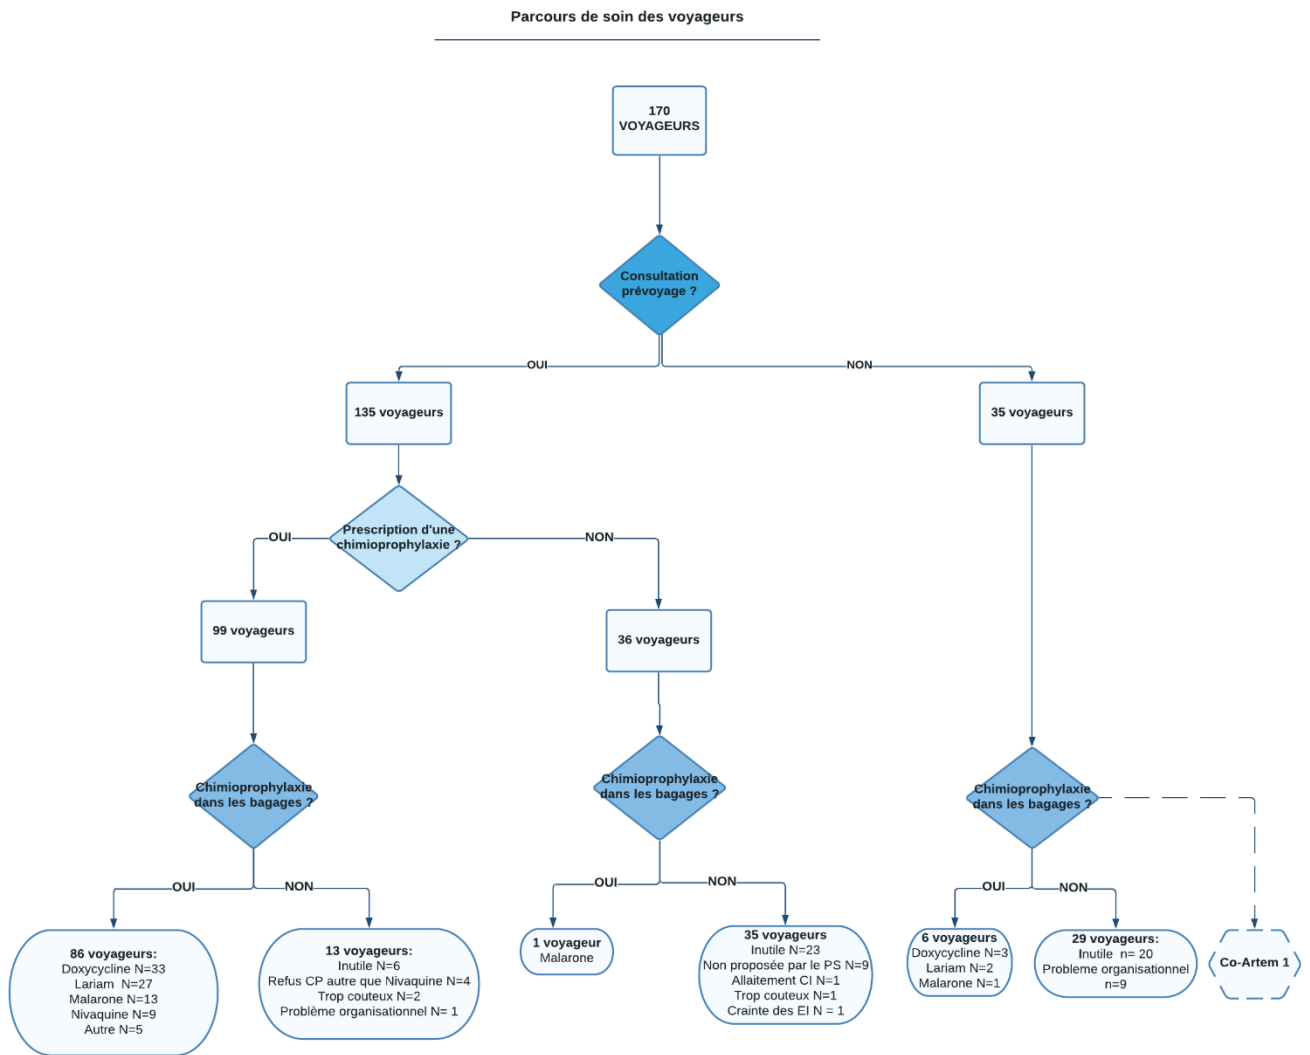 Parcours de soin des voyageurs
170
VOYAGEURS
Consultation
prévoyage ?
OUI
NON
135 voyageurs
35 voyageurs
Prescription d'une
chimioprophylaxie ?
OUI
NON
99 voyageurs
36 voyageurs
Chimioprophylaxie
dans les bagages ?
Chimioprophylaxie
dans les bagages ?
Chimioprophylaxie
dans les bagages ?
OUI
NON
OUI
NON
OUI
NON
86 voyageurs:
Doxycycline N=33
Lariam N=27
Malarone N=13
Nivaquine N=9
Autre N=5
13 voyageurs:
Inutile N=6
Refus CP autre que Nivaquine N=4
Trop couteux N=2
Problème organisationnel N= 1
1 voyageur
Malarone
35 voyageurs
Inutile N=23
Non proposée par le PS N=9
Allaitement CI N=1
Trop couteux N=1
Crainte des EI N = 1
6 voyageurs
Doxycycline N=3
Lariam N=2
Malarone N=1
29 voyageurs:
Inutile n= 20
Probleme organisationnel
n=9
Co-Artem 1